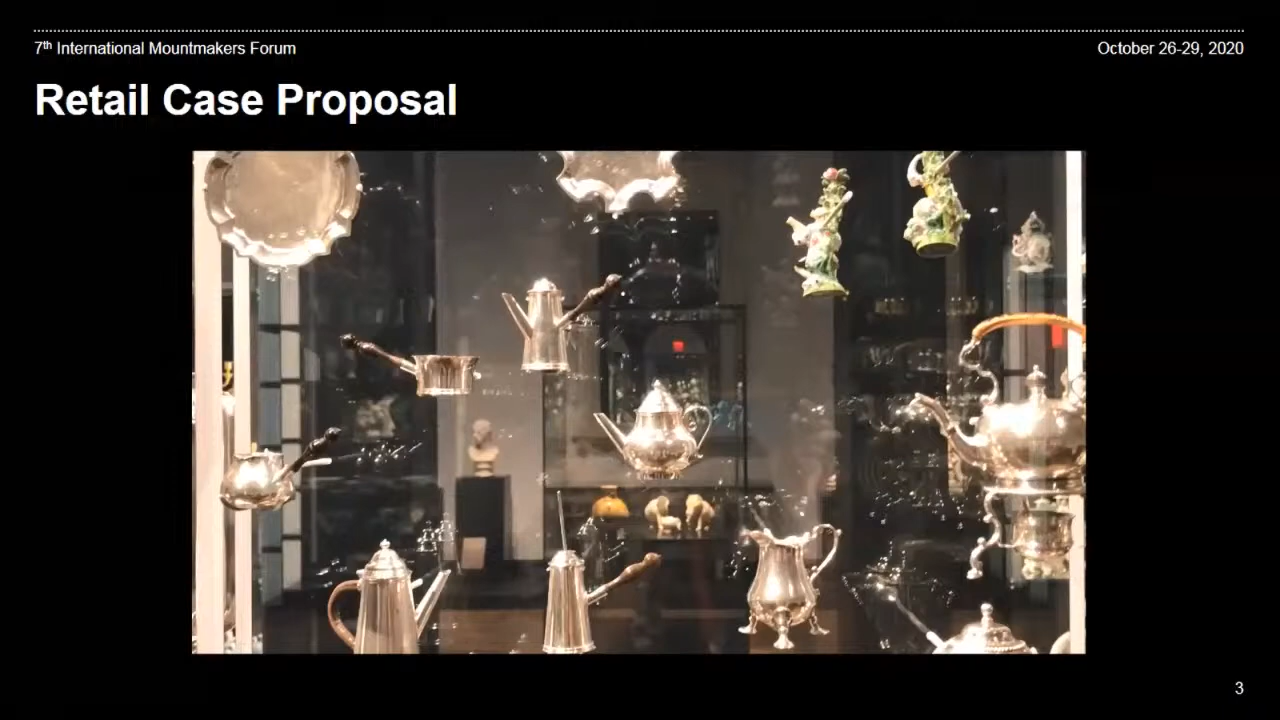 7th International Mountmakers Forum
October 26-29, 2020
Retail Case Proposal
3